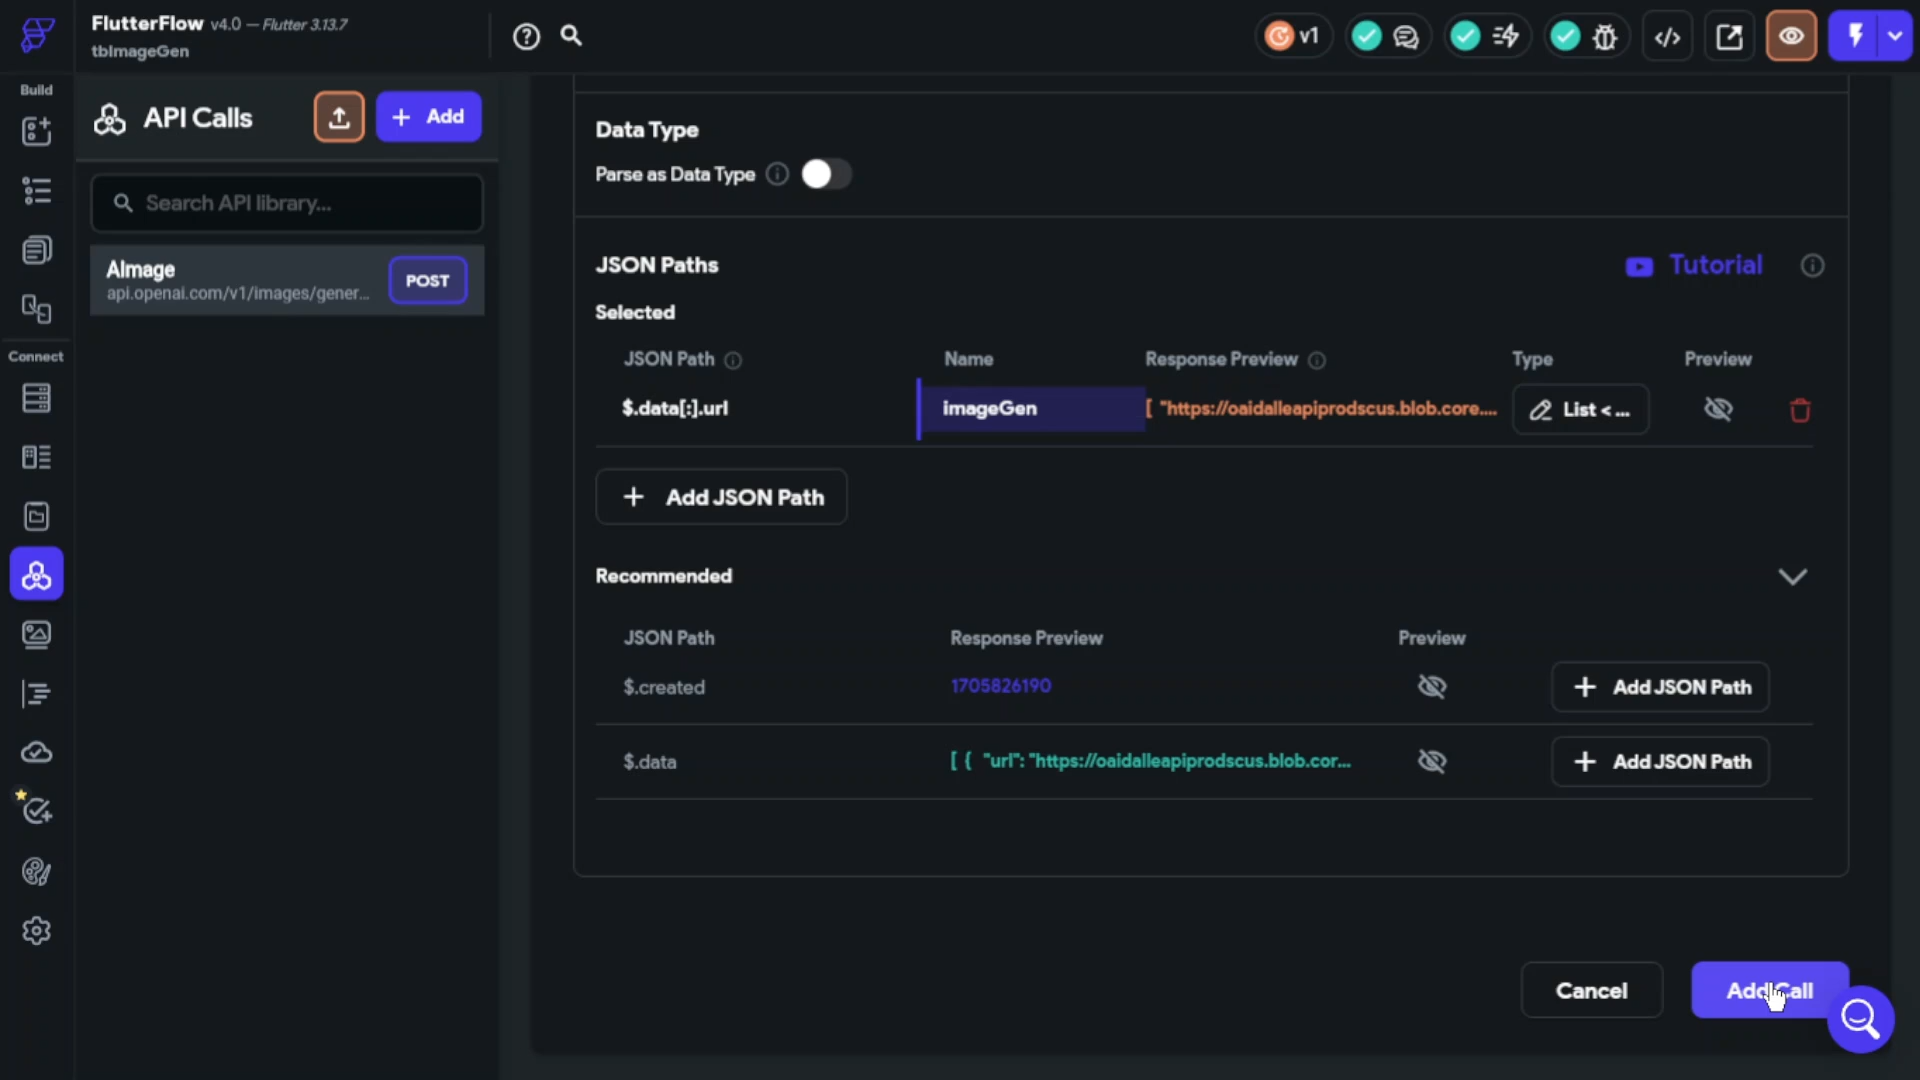 FlutterFlow v4.0 – Flutter 3.13.7
tbImageGen
v1
Build
API Calls
+ Add
Search API library...
AImage
api.openai.com/v1/images/gener...
POST
Connect
Data Type
Parse as Data Type
JSON Paths
Tutorial
Selected
JSON Path
Name
Response Preview
Type
Preview
$.data[:].url
imageGen
[ "https://oaidalleapiprodscus.blob.core....
List < ...
+ Add JSON Path
Recommended
JSON Path
Response Preview
Preview
$.created
1705826190
+ Add JSON Path
$.data
[ { "url": "https://oaidalleapiprodscus.blob.cor...
+ Add JSON Path
Cancel
Add Call